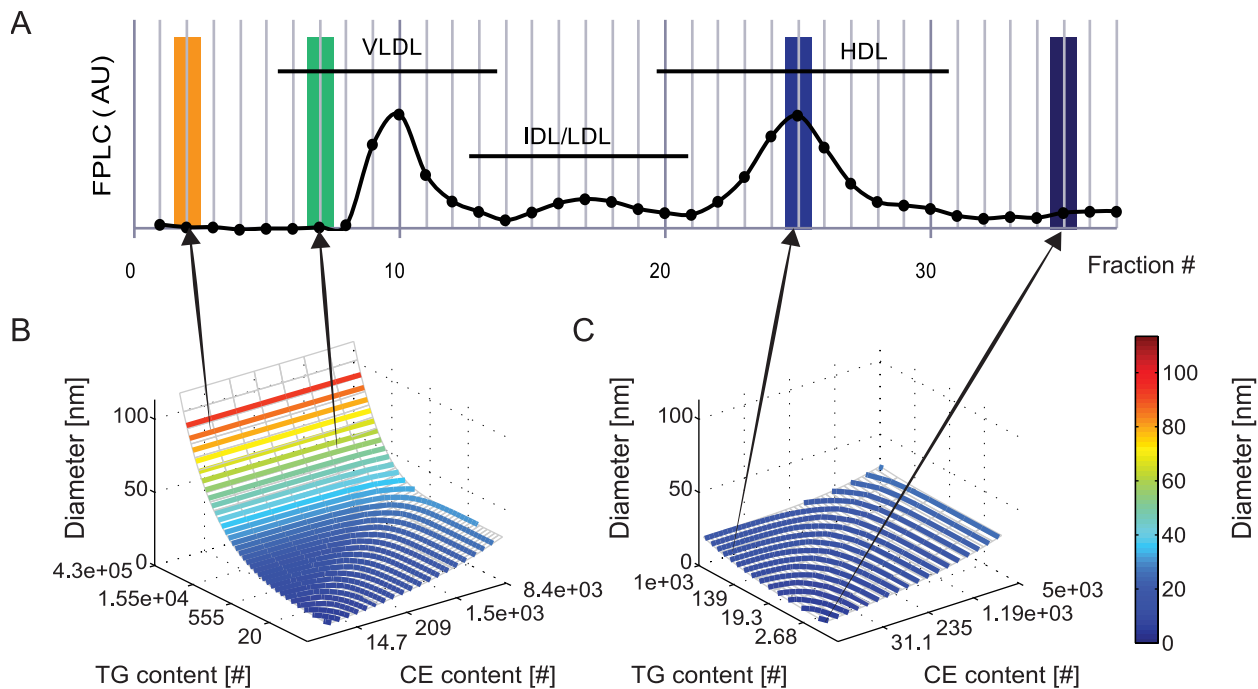 A
FPLC ( AU)
VLDL
IDL/LDL
HDL
0
10
20
30
Fraction #
B
Diameter [nm]
100
50
0
4.3e+05
1.55e+04
555
20
TG content [#]
14.7
209
1.5e+03
8.4e+03
CE content [#]
C
Diameter [nm]
100
50
0
1e+03
139
19.3
2.68
TG content [#]
31.1
235
1.19e+03
5e+03
CE content [#]
100
80
60
40
20
0
Diameter [nm]